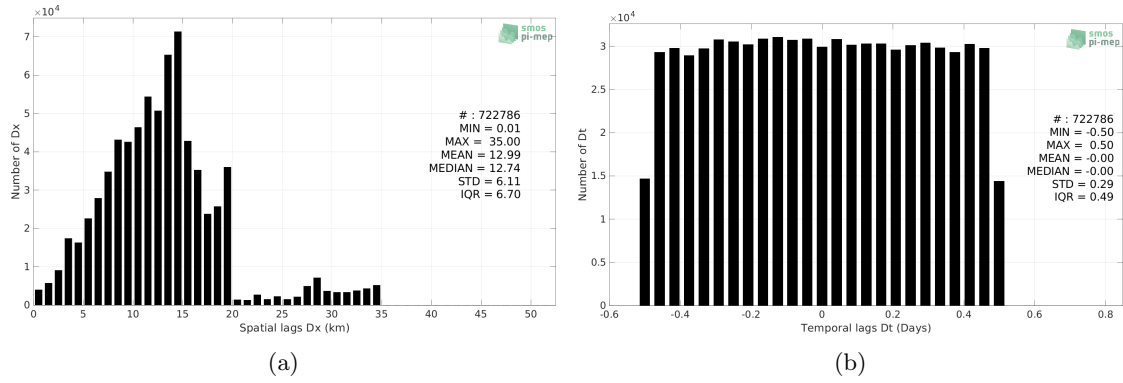 ×10⁴
7
6
5
4
3
2
1
0
Number of Dx
0 5 10 15 20 25 30 35 40 45 50
Spatial lags Dx (km)
smos
pi-mep
# : 722786
MIN = 0.01
MAX = 35.00
MEAN = 12.99
MEDIAN = 12.74
STD = 6.11
IQR = 6.70
(a)
×10⁴
3
2.5
2
1.5
1
0.5
0
Number of Dt
-0.6 -0.4 -0.2 0 0.2 0.4 0.6 0.8
Temporal lags Dt (Days)
smos
pi-mep
# : 722786
MIN = -0.50
MAX = 0.50
MEAN = -0.00
MEDIAN = -0.00
STD = 0.29
IQR = 0.49
(b)